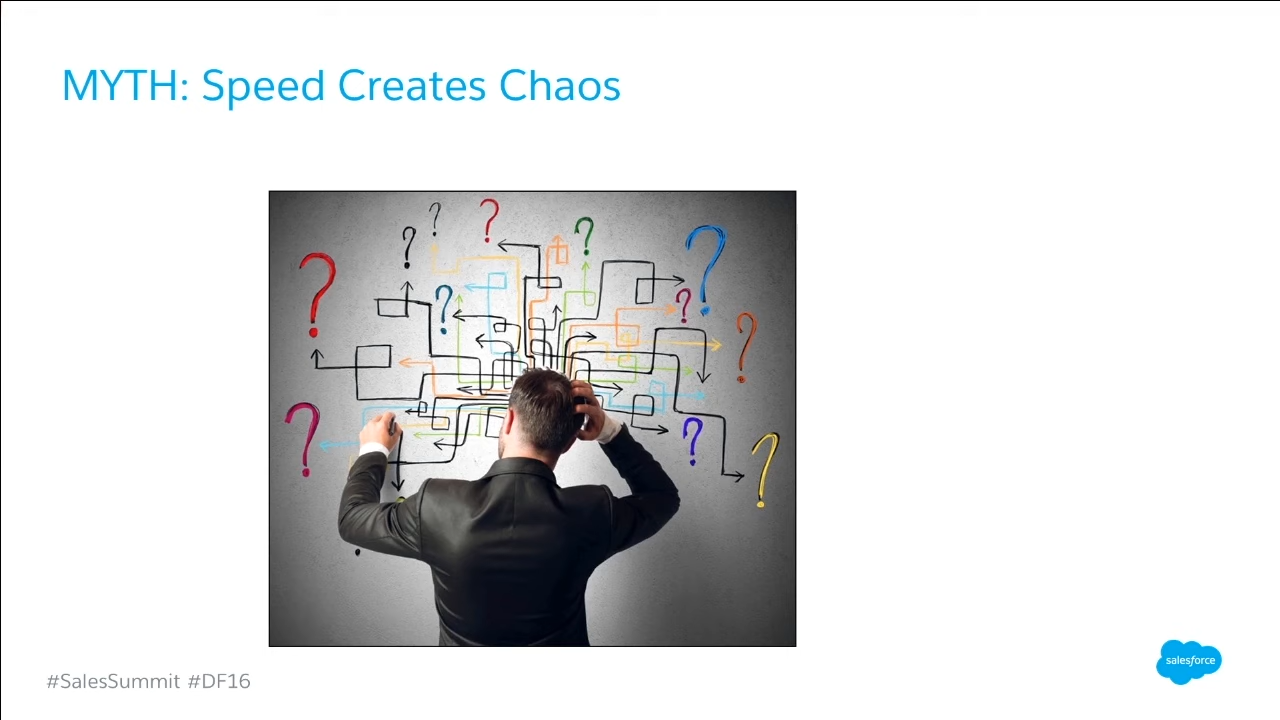 MYTH: Speed Creates Chaos
? ? ? ? ?
? ? ? ?
? ?
? ?
#SalesSummit #DF16
salesforce